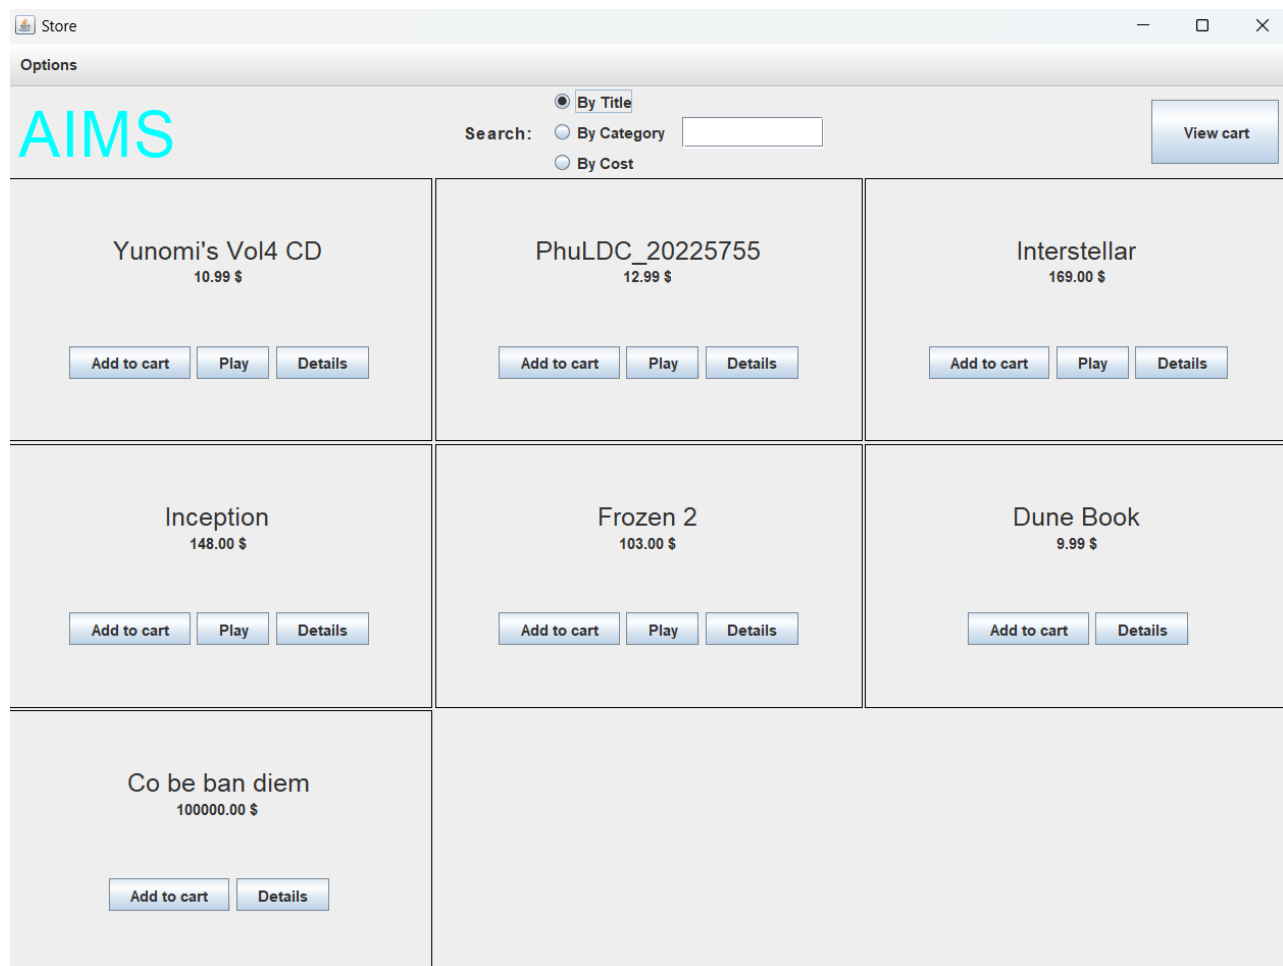 Store
Options
AIMS
Search:
By Title
By Category
By Cost
View cart
Yunomi's Vol4 CD
10.99 $
Add to cart Play Details
PhuLDC_20225755
12.99 $
Add to cart Play Details
Interstellar
169.00 $
Add to cart Play Details
Inception
148.00 $
Add to cart Play Details
Frozen 2
103.00 $
Add to cart Play Details
Dune Book
9.99 $
Add to cart Details
Co be ban diem
100000.00 $
Add to cart Details